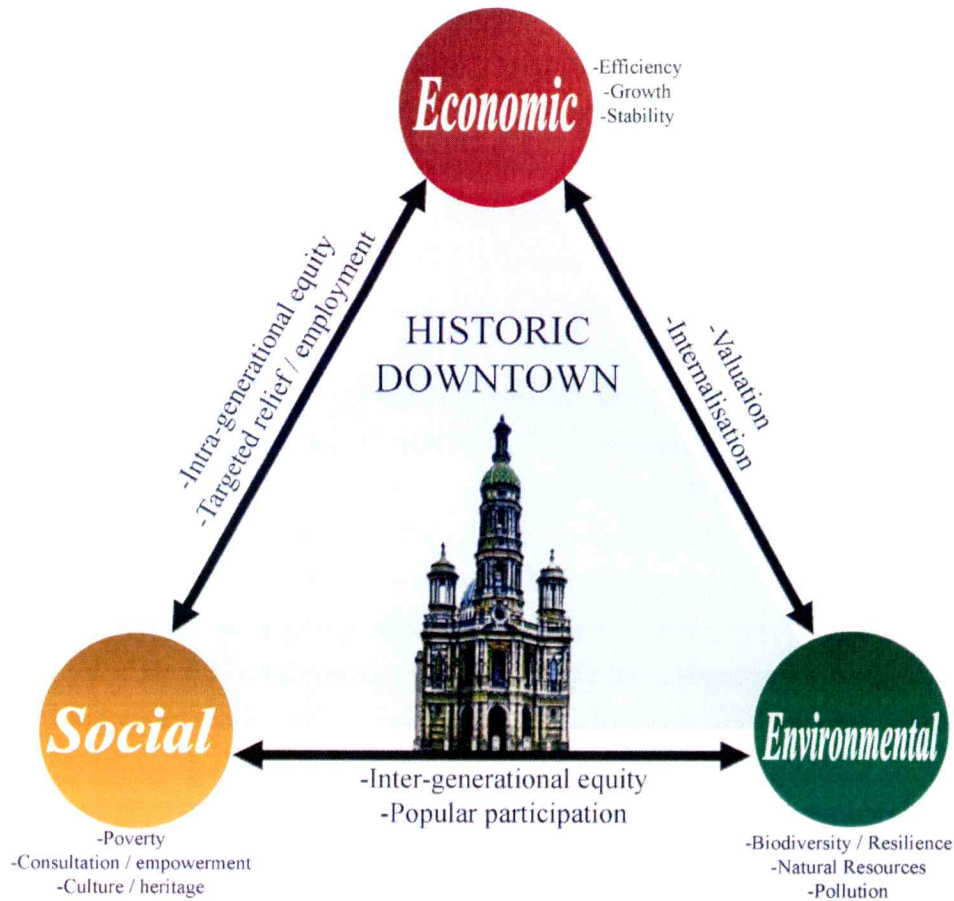 Economic
-Efficiency
-Growth
-Stability
-Intra-generational equity
-Targeted relief / employment
HISTORIC
DOWNTOWN
-Valuation
-Internalisation
Social
Environmental
-Inter-generational equity
-Popular participation
-Poverty
-Consultation / empowerment
-Culture / heritage
-Biodiversity / Resilience
-Natural Resources
-Pollution